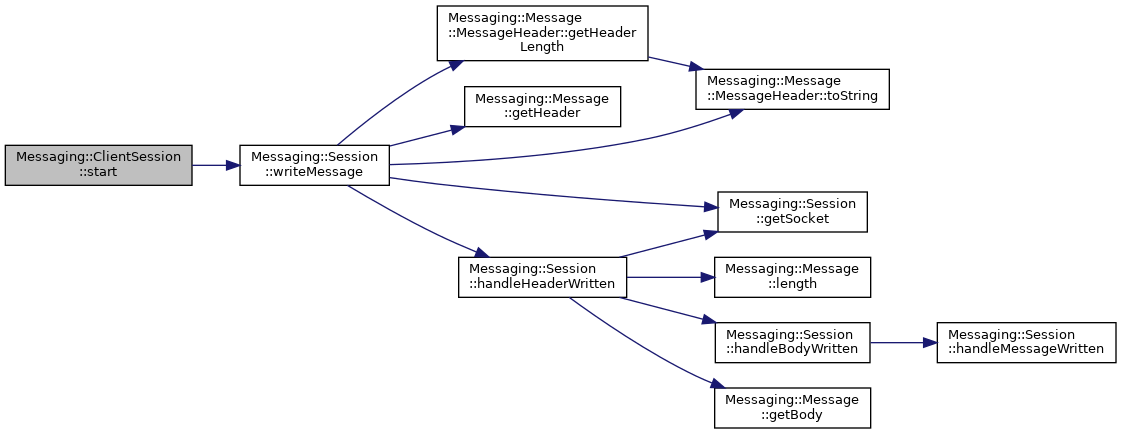 Messaging::ClientSession
::start
Messaging::Session
::writeMessage
Messaging::Message
::MessageHeader::getHeader
Length
Messaging::Message
::getHeader
Messaging::Message
::MessageHeader::toString
Messaging::Session
::getSocket
Messaging::Session
::handleHeaderWritten
Messaging::Message
::length
Messaging::Session
::handleBodyWritten
Messaging::Session
::handleMessageWritten
Messaging::Message
::getBody